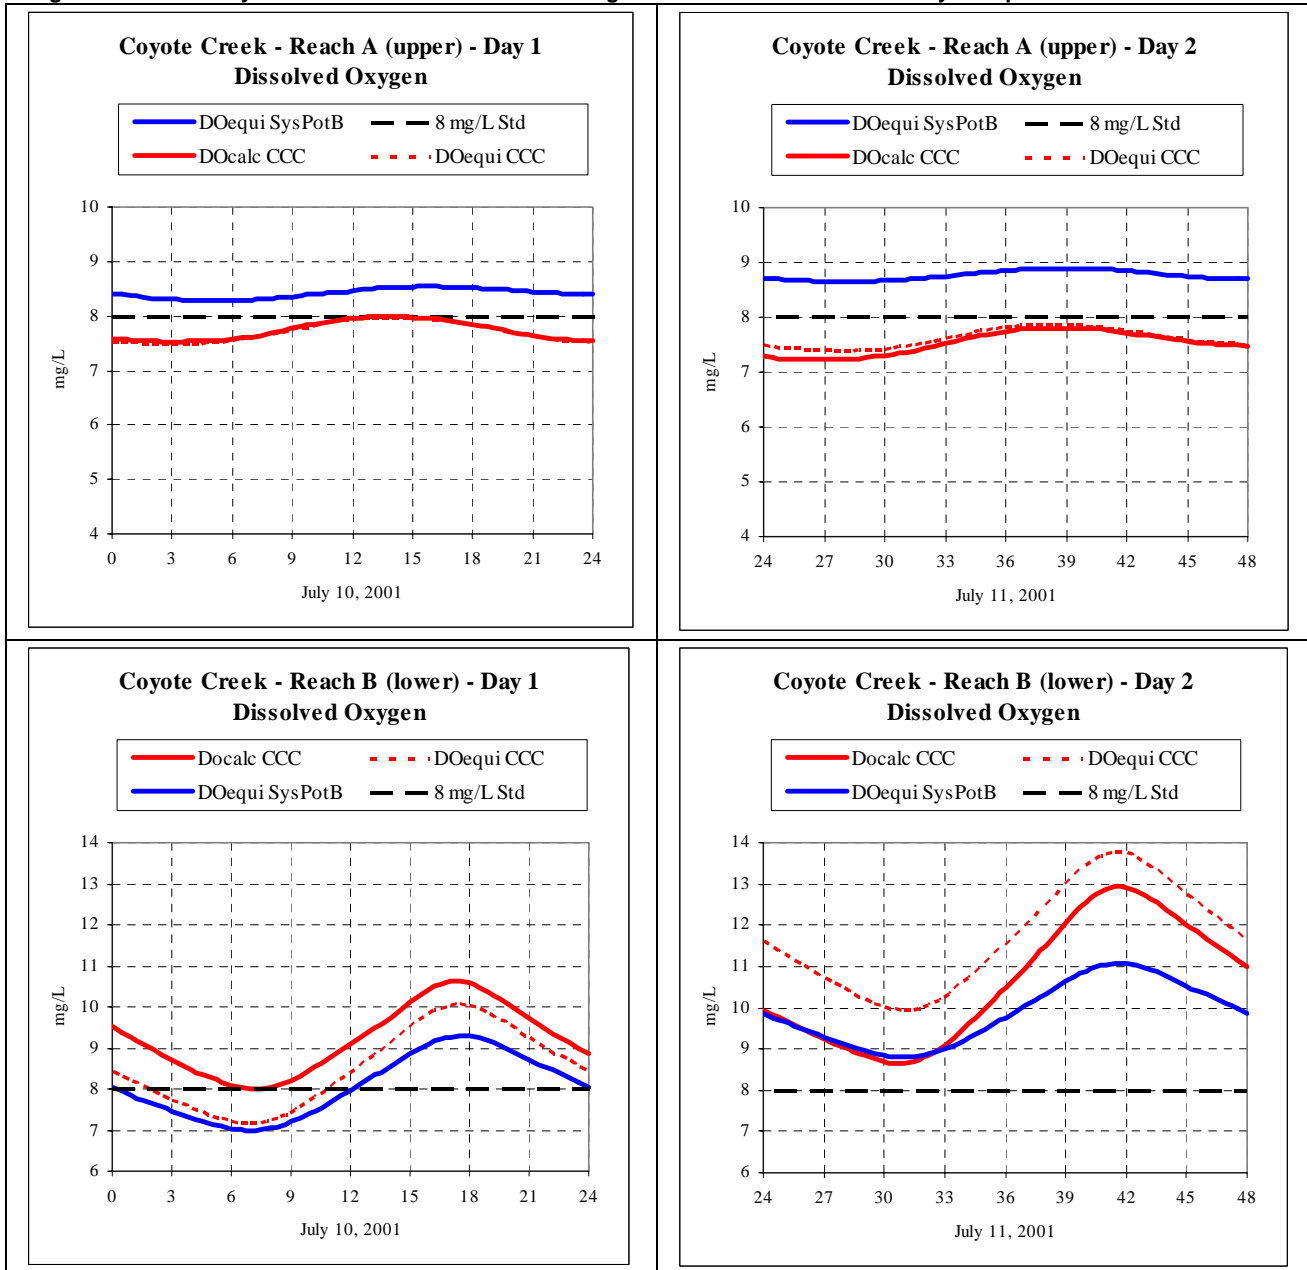 Coyote Creek - Reach A (upper) - Day 1
Dissolved Oxygen
DOequi SysPotB 8 mg/L Std
DOcalc CCC DOequi CCC
10
9
8
7
6
5
4
mg/L
0 3 6 9 12 15 18 21 24
July 10, 2001
Coyote Creek - Reach A (upper) - Day 2
Dissolved Oxygen
DOequi SysPotB 8 mg/L Std
DOcalc CCC DOequi CCC
10
9
8
7
6
5
4
mg/L
24 27 30 33 36 39 42 45 48
July 11, 2001
Coyote Creek - Reach B (lower) - Day 1
Dissolved Oxygen
Docalc CCC DOequi CCC
DOequi SysPotB 8 mg/L Std
14
13
12
11
10
9
8
7
6
mg/L
0 3 6 9 12 15 18 21 24
July 10, 2001
Coyote Creek - Reach B (lower) - Day 2
Dissolved Oxygen
Docalc CCC DOequi CCC
DOequi SysPotB 8 mg/L Std
14
13
12
11
10
9
8
7
6
mg/L
24 27 30 33 36 39 42 45 48
July 11, 2001